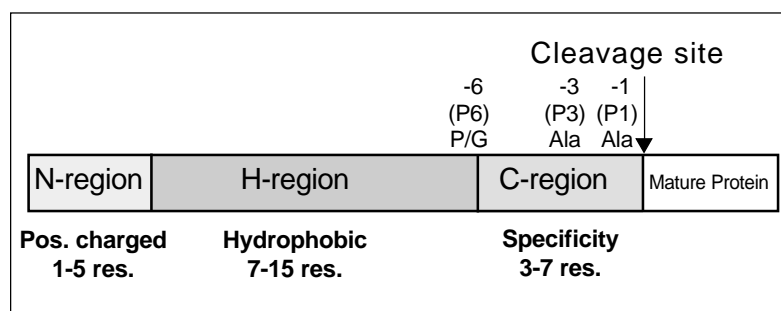 Cleavage site
-6 -3 -1
(P6) (P3) (P1)
P/G Ala Ala
N-region H-region C-region Mature Protein
Pos. charged Hydrophobic Specificity
1-5 res. 7-15 res. 3-7 res.